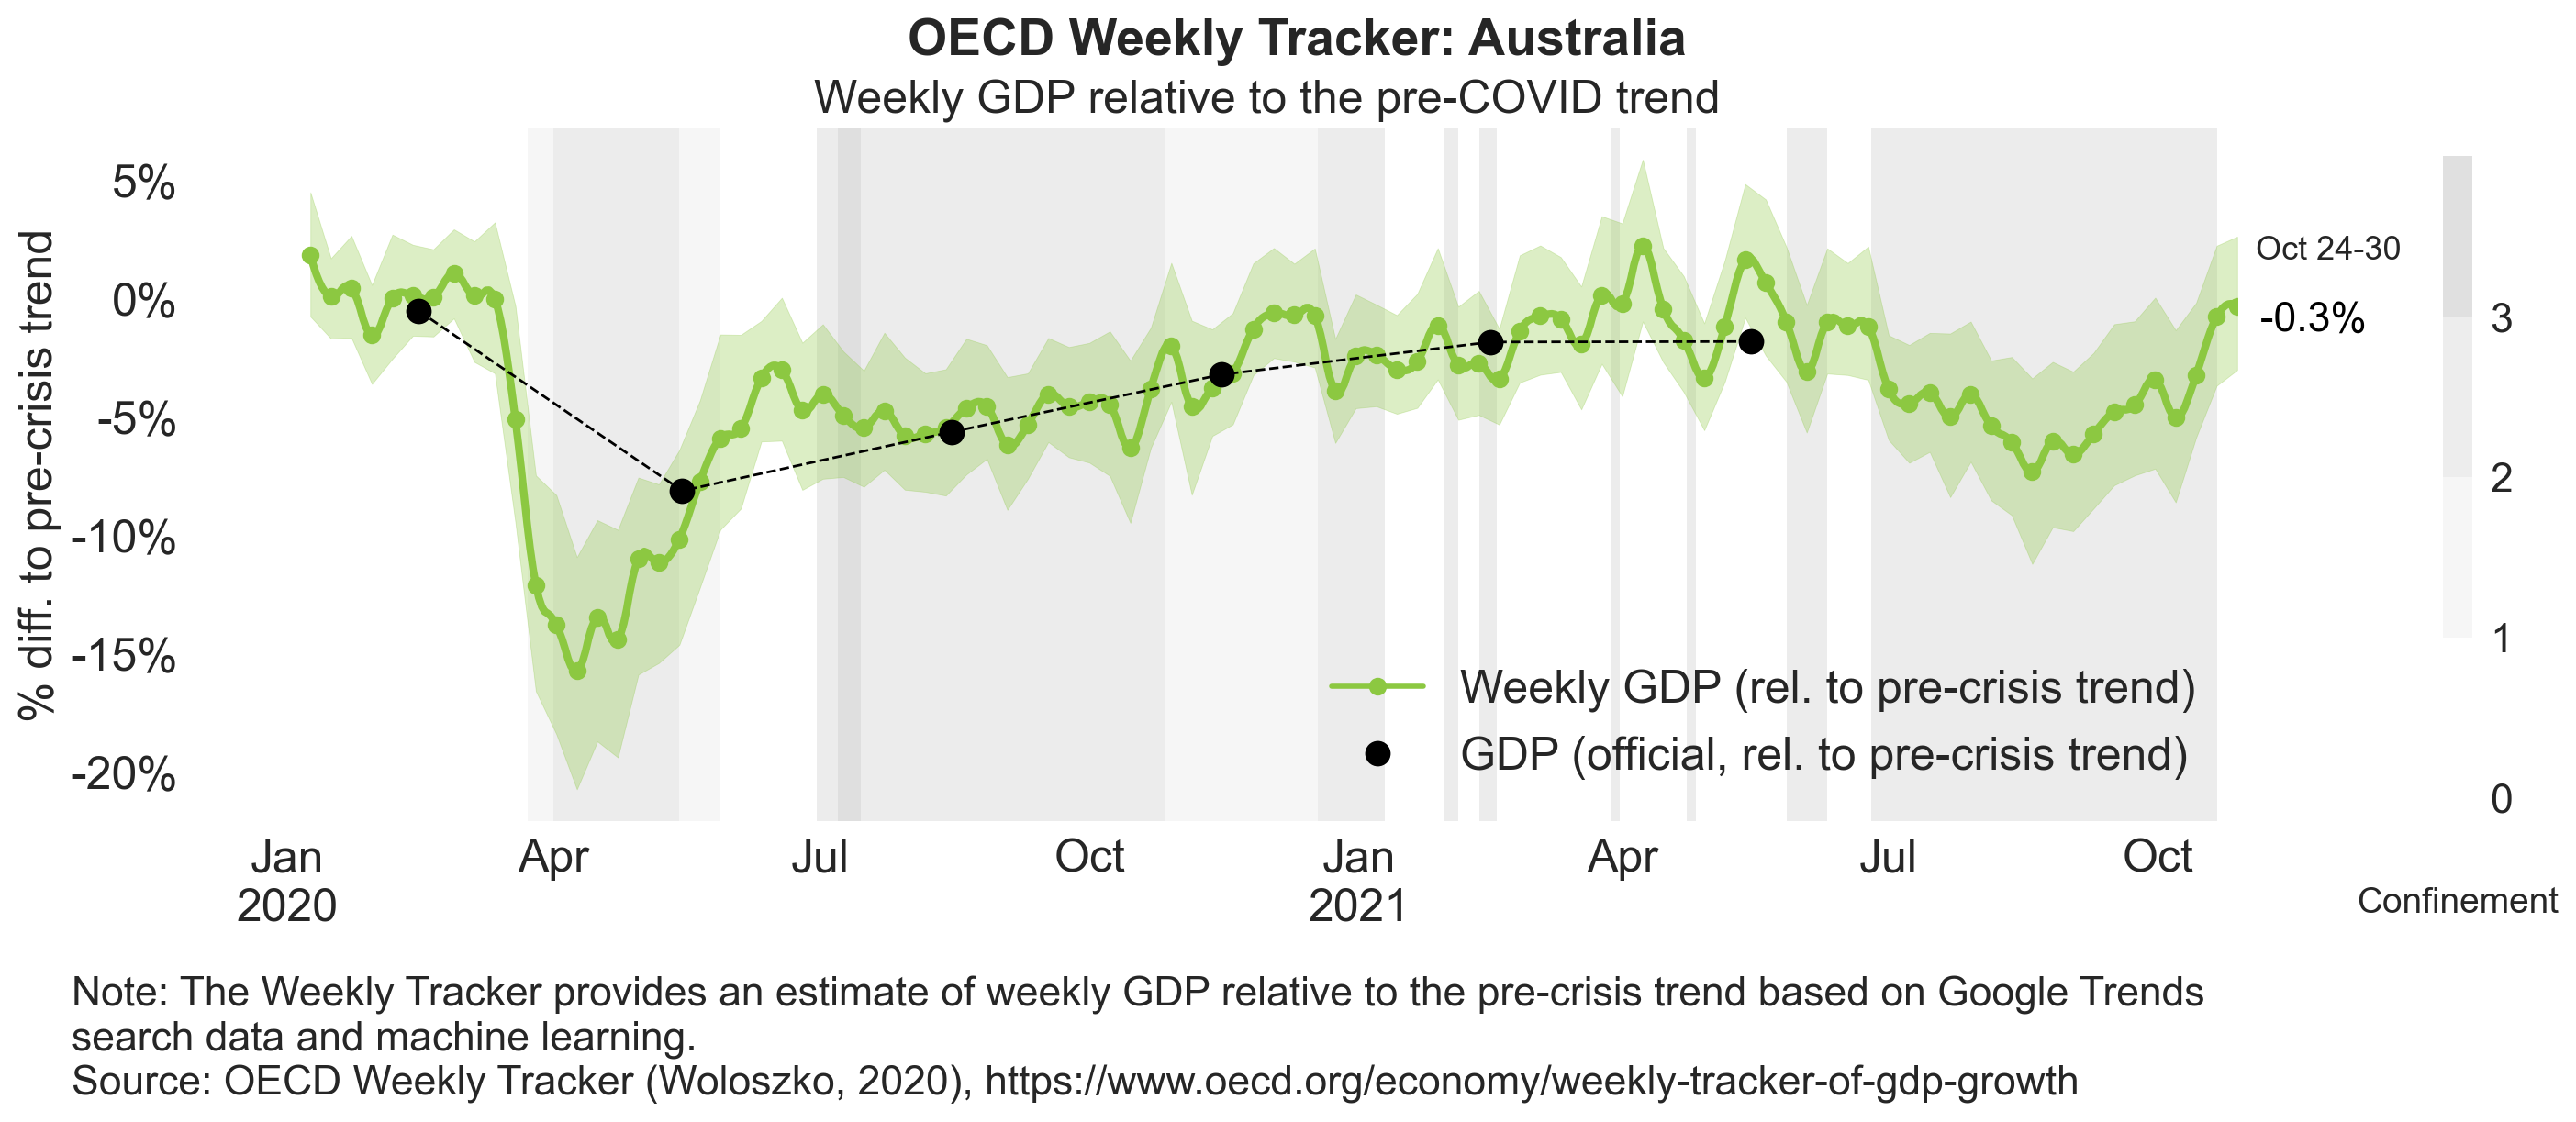 OECD Weekly Tracker: Australia
Weekly GDP relative to the pre-COVID trend
% diff. to pre-crisis trend
5%
0%
-5%
-10%
-15%
-20%
Oct 24-30
-0.3%
3
2
1
0
Confinement
Weekly GDP (rel. to pre-crisis trend)
GDP (official, rel. to pre-crisis trend)
Jan Apr Jul Oct Jan Apr Jul Oct
2020 2021
Note: The Weekly Tracker provides an estimate of weekly GDP relative to the pre-crisis trend based on Google Trends
search data and machine learning.
Source: OECD Weekly Tracker (Woloszko, 2020), https://www.oecd.org/economy/weekly-tracker-of-gdp-growth